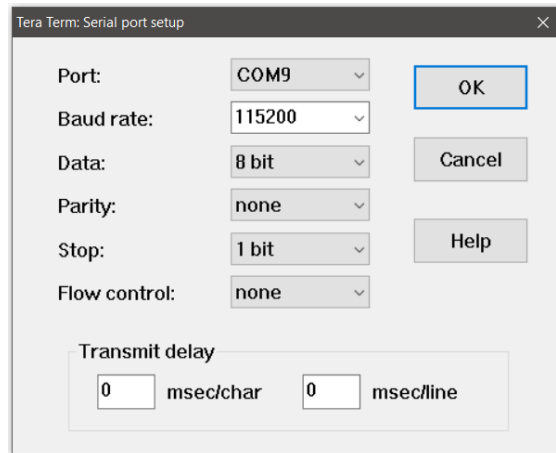 Tera Term: Serial port setup
Port: COM9 OK
Baud rate: 115200
Data: 8 bit Cancel
Parity: none
Stop: 1 bit Help
Flow control: none
Transmit delay
0 msec/char 0 msec/line